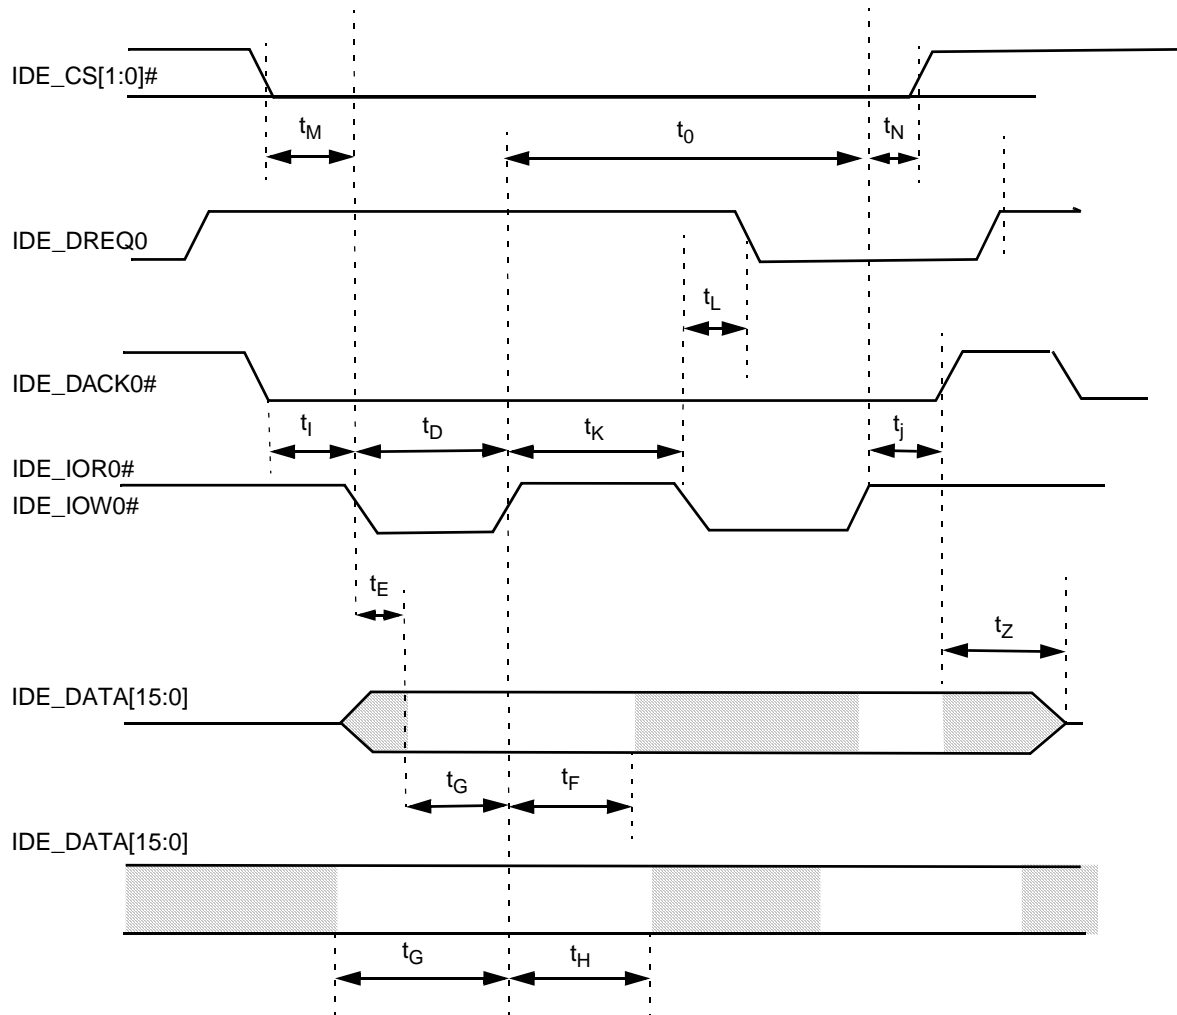 IDE_CS[1:0]#
tM
t0
tN
IDE_DREQ0
tL
IDE_DACK0#
tI
tD
tK
tj
IDE_IOR0#
IDE_IOW0#
tE
tZ
IDE_DATA[15:0]
tG
tF
IDE_DATA[15:0]
tG
tH